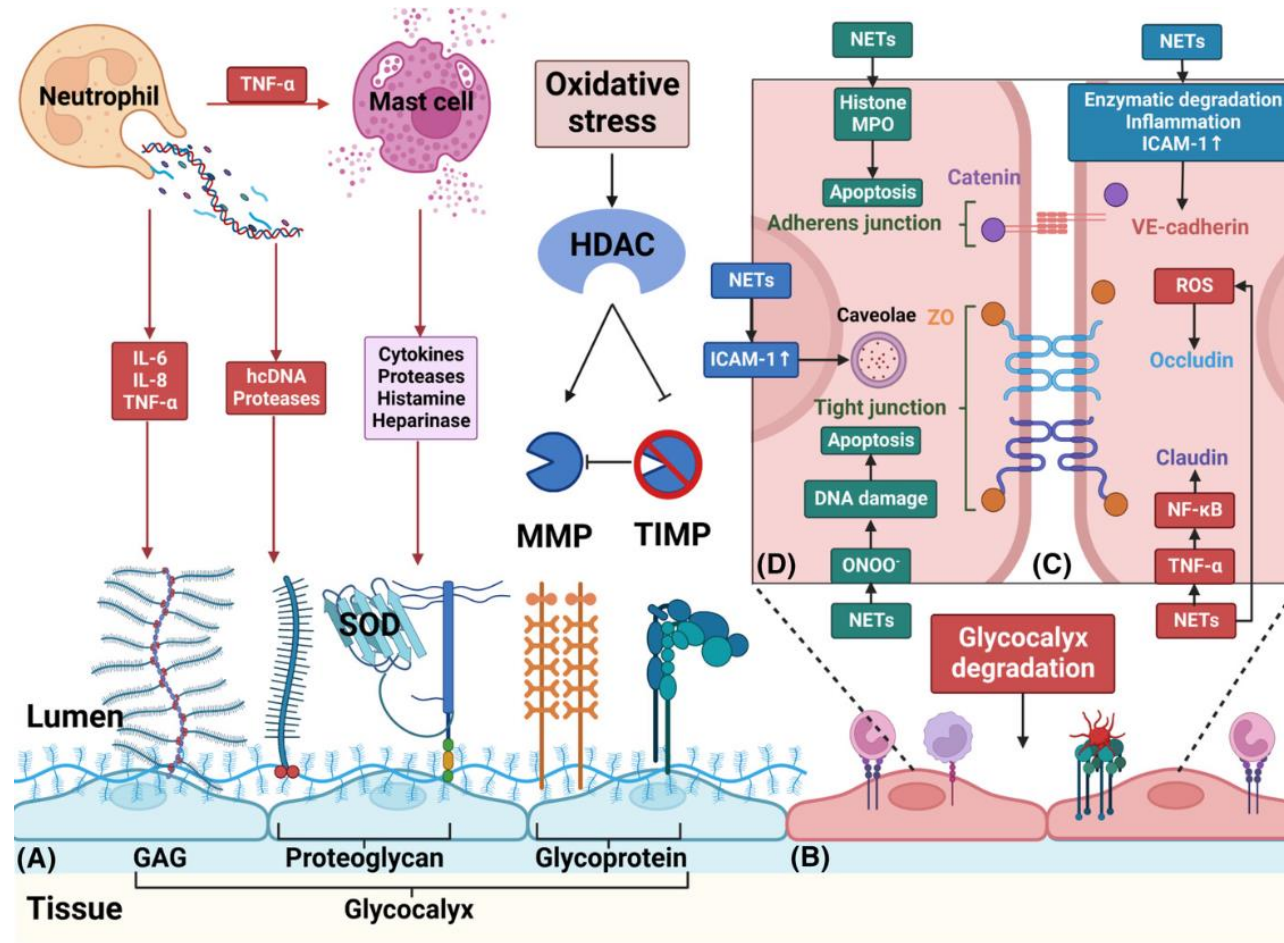 Neutrophil
TNF-α
Mast cell
IL-6
IL-8
TNF-α
hcDNA
Proteases
Cytokines
Proteases
Histamine
Heparinase
Oxidative
stress
HDAC
MMP
TIMP
SOD
Lumen
(A)
GAG
Proteoglycan
Glycoprotein
Glycocalyx
Tissue
NETs
Histone
MPO
Apoptosis
Catenin
Adherens junction
NETs
ICAM-1↑
Caveolae
ZO
Tight junction
Apoptosis
DNA damage
(D)
ONOO-
NETs
NETs
Enzymatic degradation
Inflammation
ICAM-1↑
VE-cadherin
ROS
Occludin
Claudin
NF-κB
(C)
TNF-α
NETs
Glycocalyx
degradation
(B)